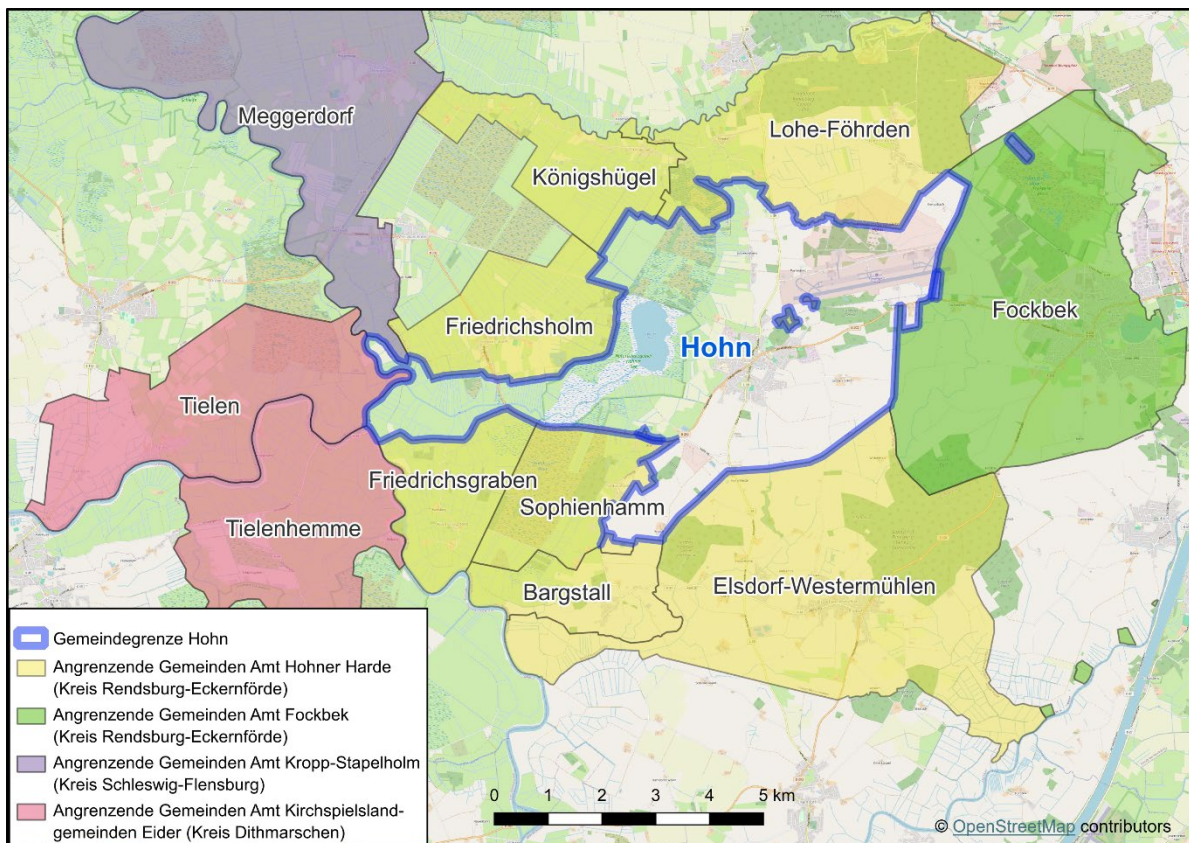 Meggerdorf
Lohe-Föhrden
Königshügel
Friedrichsholm
Fockbek
Hohn
Tielen
Friedrichsgraben
Sophienhamm
Tielenhemme
Bargstall
Elsdorf-Westermühlen
Gemeindegrenze Hohn
Angrenzende Gemeinden Amt Hohner Harde
(Kreis Rendsburg-Eckernförde)
Angrenzende Gemeinden Amt Fockbek
(Kreis Rendsburg-Eckernförde)
Angrenzende Gemeinden Amt Kropp-Stapelholm
(Kreis Schleswig-Flensburg)
Angrenzende Gemeinden Amt Kirchspielsland-
gemeinden Eider (Kreis Dithmarschen)
0 1 2 3 4 5 km
© OpenStreetMap contributors